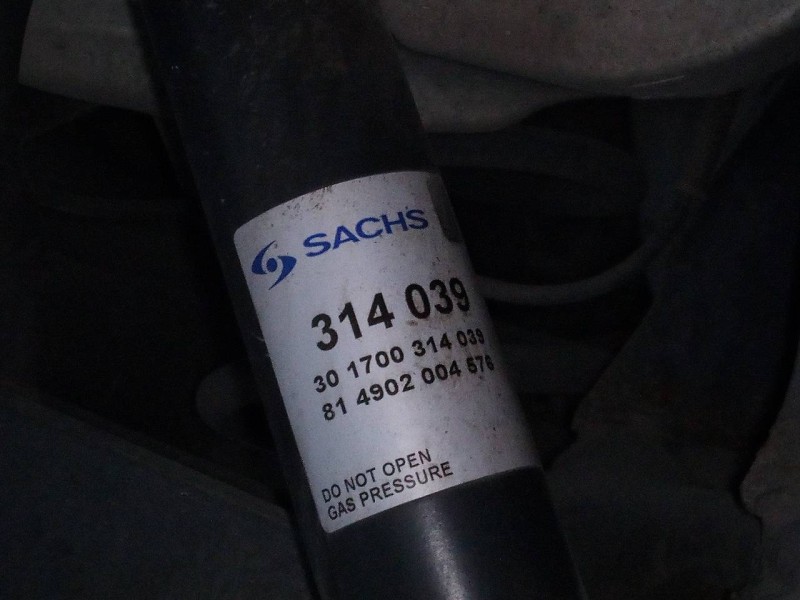 SACHS
314 039
30 1700 314 039
81 4902 004 576
DO NOT OPEN
GAS PRESSURE